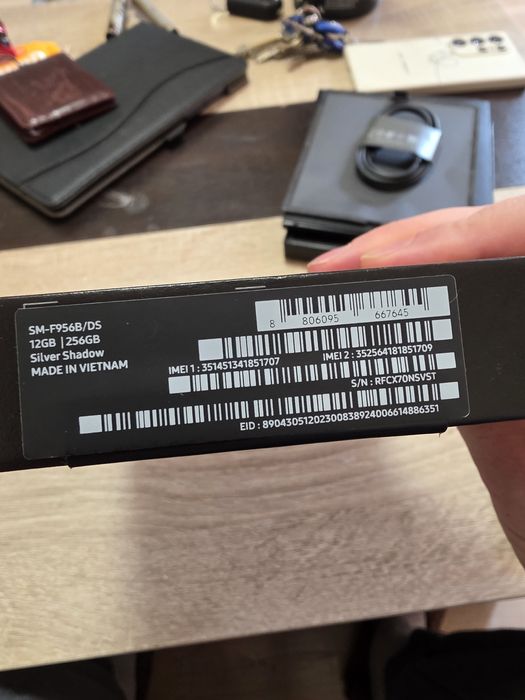 SM-F956B/DS
12GB | 256GB
Silver Shadow
MADE IN VIETNAM
8 806095 667645
IMEI 1 : 351451341851707
IMEI 2 : 352564181851709
S/N : RFCX70NSVST
EID : 89043051202300838924006614886351